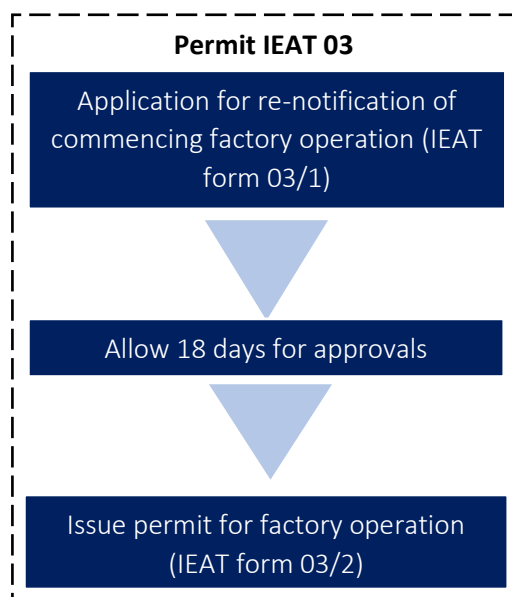 Permit IEAT 03
Application for re-notification of
commencing factory operation (IEAT
form 03/1)
Allow 18 days for approvals
Issue permit for factory operation
(IEAT form 03/2)